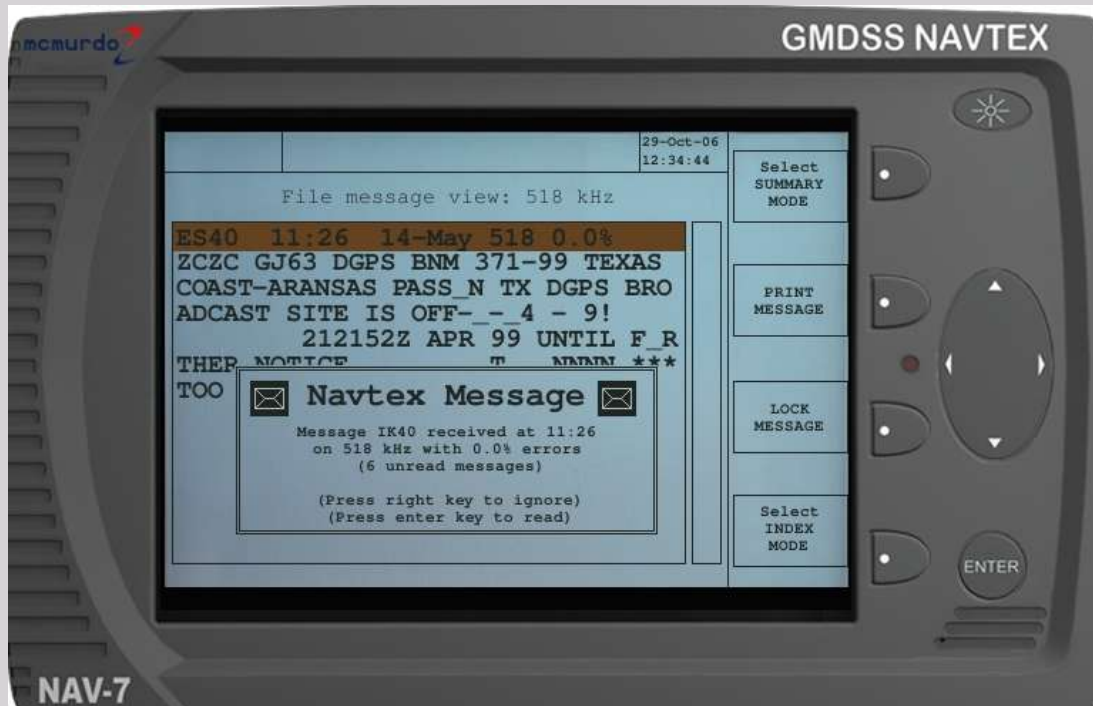 mcmurdo
GMDSS NAVTEX
29-Oct-06
12:34:44
File message view: 518 kHz
ES40 11:26 14-May 518 0.0%
ZCZC GJ63 DGPS BNM 371-99 TEXAS
COAST-ARANSAS PASS_N TX DGPS BRO
ADCAST SITE IS OFF-_-_4 - 9!
212152Z APR 99 UNTIL F_R
THER NOTICE T NNNN ***
TOO
Navtex Message
Message IK40 received at 11:26
on 518 kHz with 0.0% errors
(6 unread messages)
(Press right key to ignore)
(Press enter key to read)
Select
SUMMARY
MODE
PRINT
MESSAGE
LOCK
MESSAGE
Select
INDEX
MODE
ENTER
NAV-7